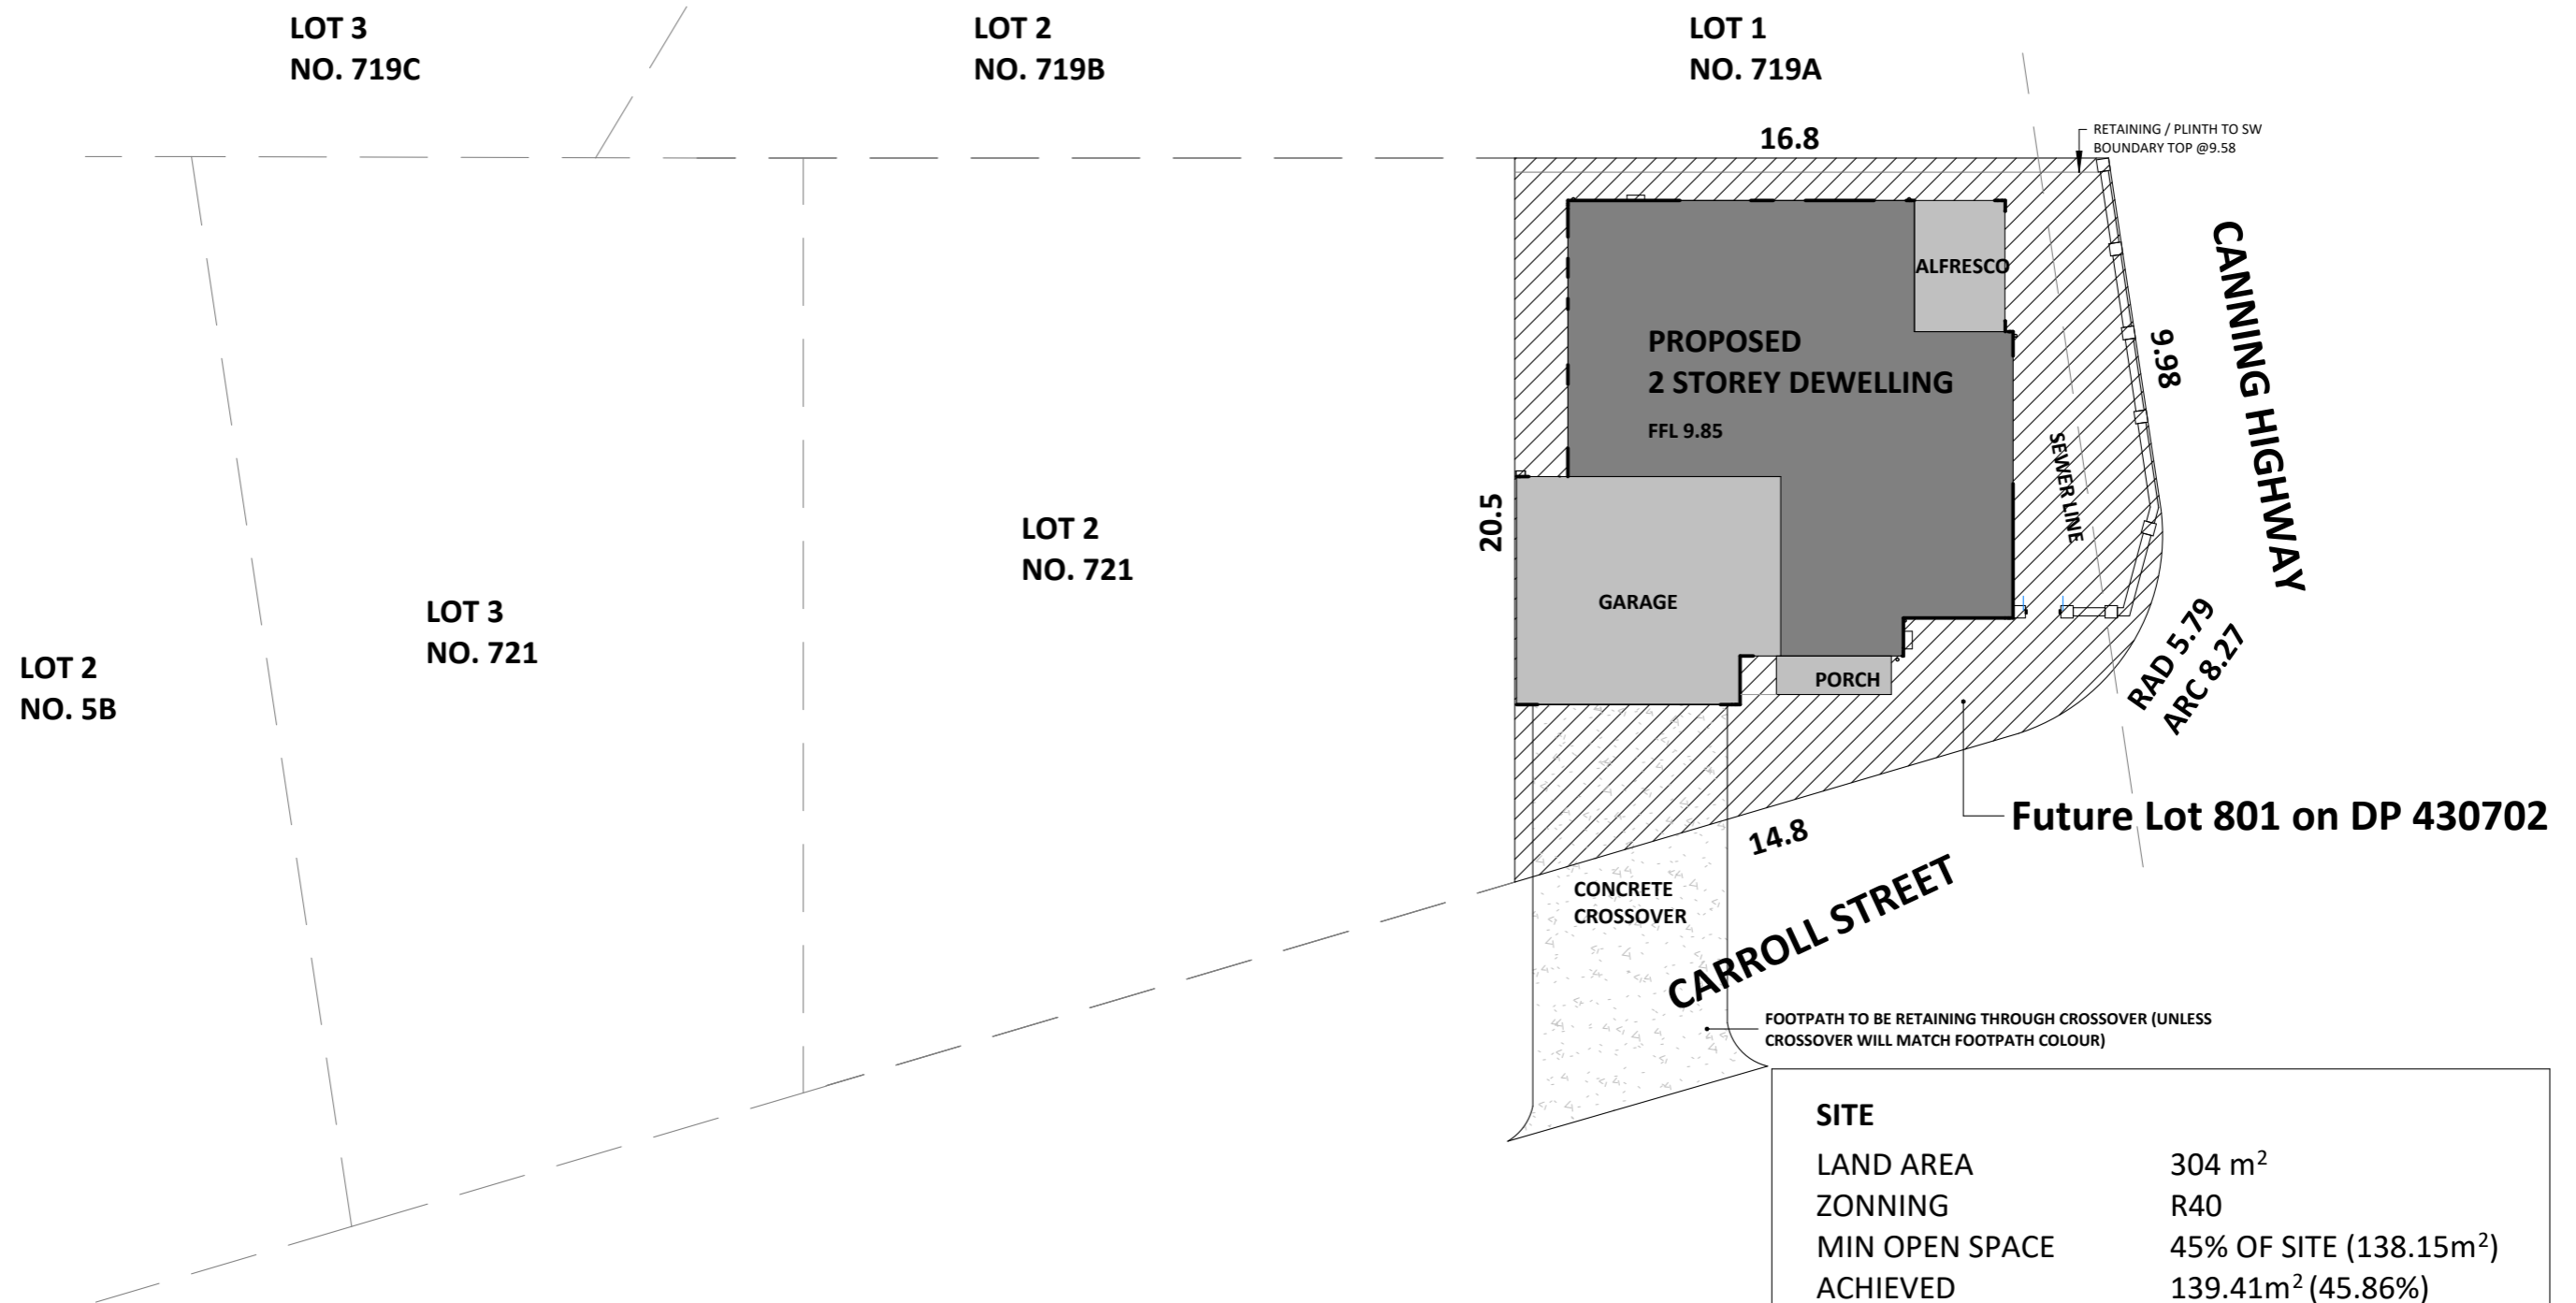 LOT 3
NO. 719C
LOT 2
NO. 719B
LOT 1
NO. 719A
16.8
RETAINING / PLINTH TO SW
BOUNDARY TOP @9.58
ALFRESCO
CANNING HIGHWAY
PROPOSED
2 STOREY DEWELLING
FFL 9.85
9.98
SEWER LINE
20.5
LOT 2
NO. 721
GARAGE
LOT 3
NO. 721
LOT 2
NO. 5B
RAD 5.79
ARC 8.27
PORCH
Future Lot 801 on DP 430702
14.8
CONCRETE
CROSSOVER
CARROLL STREET
FOOTPATH TO BE RETAINING THROUGH CROSSOVER (UNLESS
CROSSOVER WILL MATCH FOOTPATH COLOUR)
SITE
LAND AREA 304 m²
ZONNING R40
MIN OPEN SPACE 45% OF SITE (138.15m²)
ACHIEVED 139.41m² (45.86%)